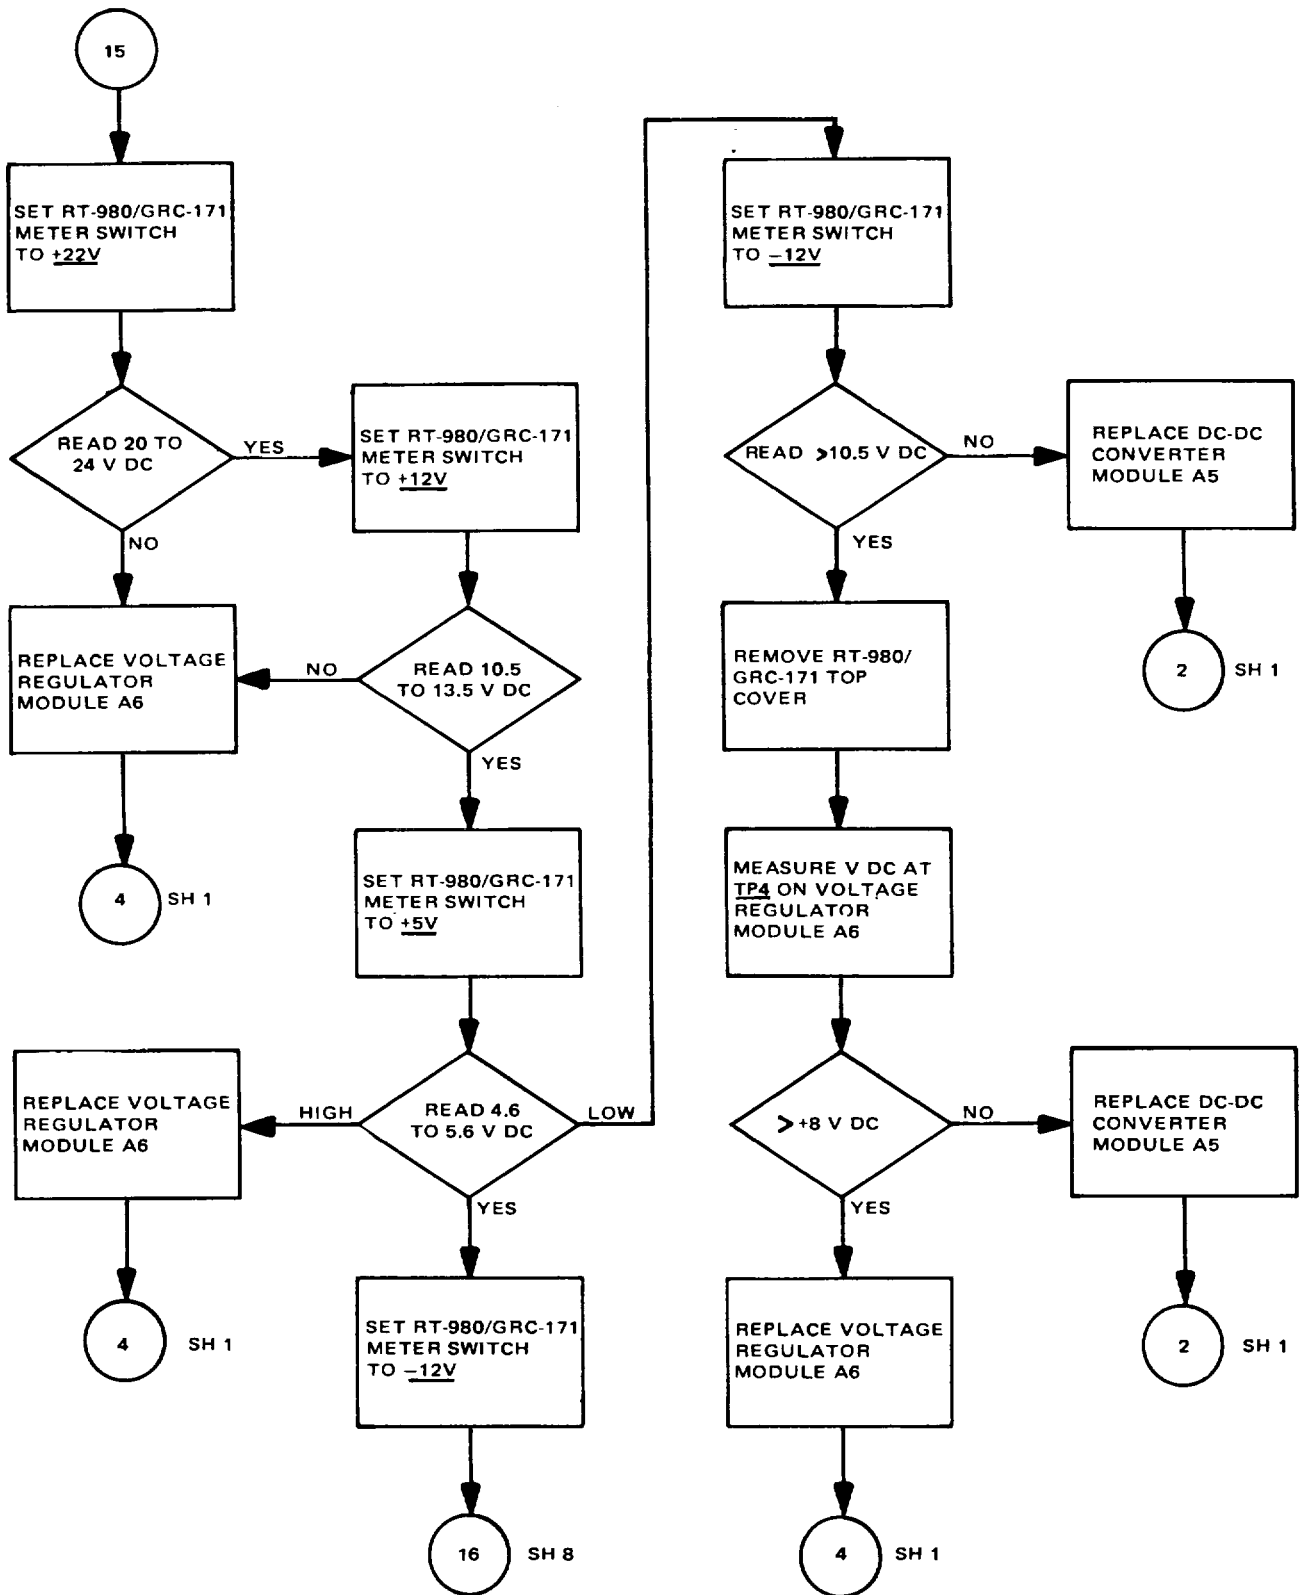 15
SET RT-980/GRC-171
METER SWITCH
TO +22V
READ 20 TO
24 V DC
YES
NO
SET RT-980/GRC-171
METER SWITCH
TO +12V
REPLACE VOLTAGE
REGULATOR
MODULE A6
NO
READ 10.5
TO 13.5 V DC
YES
4
SH 1
SET RT-980/GRC-171
METER SWITCH
TO +5V
REPLACE VOLTAGE
REGULATOR
MODULE A6
HIGH
READ 4.6
TO 5.6 V DC
LOW
YES
4
SH 1
SET RT-980/GRC-171
METER SWITCH
TO −12V
16
SH 8
SET RT-980/GRC-171
METER SWITCH
TO −12V
READ >10.5 V DC
NO
YES
REPLACE DC-DC
CONVERTER
MODULE A5
2
SH 1
REMOVE RT-980/
GRC-171 TOP
COVER
MEASURE V DC AT
TP4 ON VOLTAGE
REGULATOR
MODULE A6
> +8 V DC
NO
YES
REPLACE DC-DC
CONVERTER
MODULE A5
2
SH 1
REPLACE VOLTAGE
REGULATOR
MODULE A6
4
SH 1